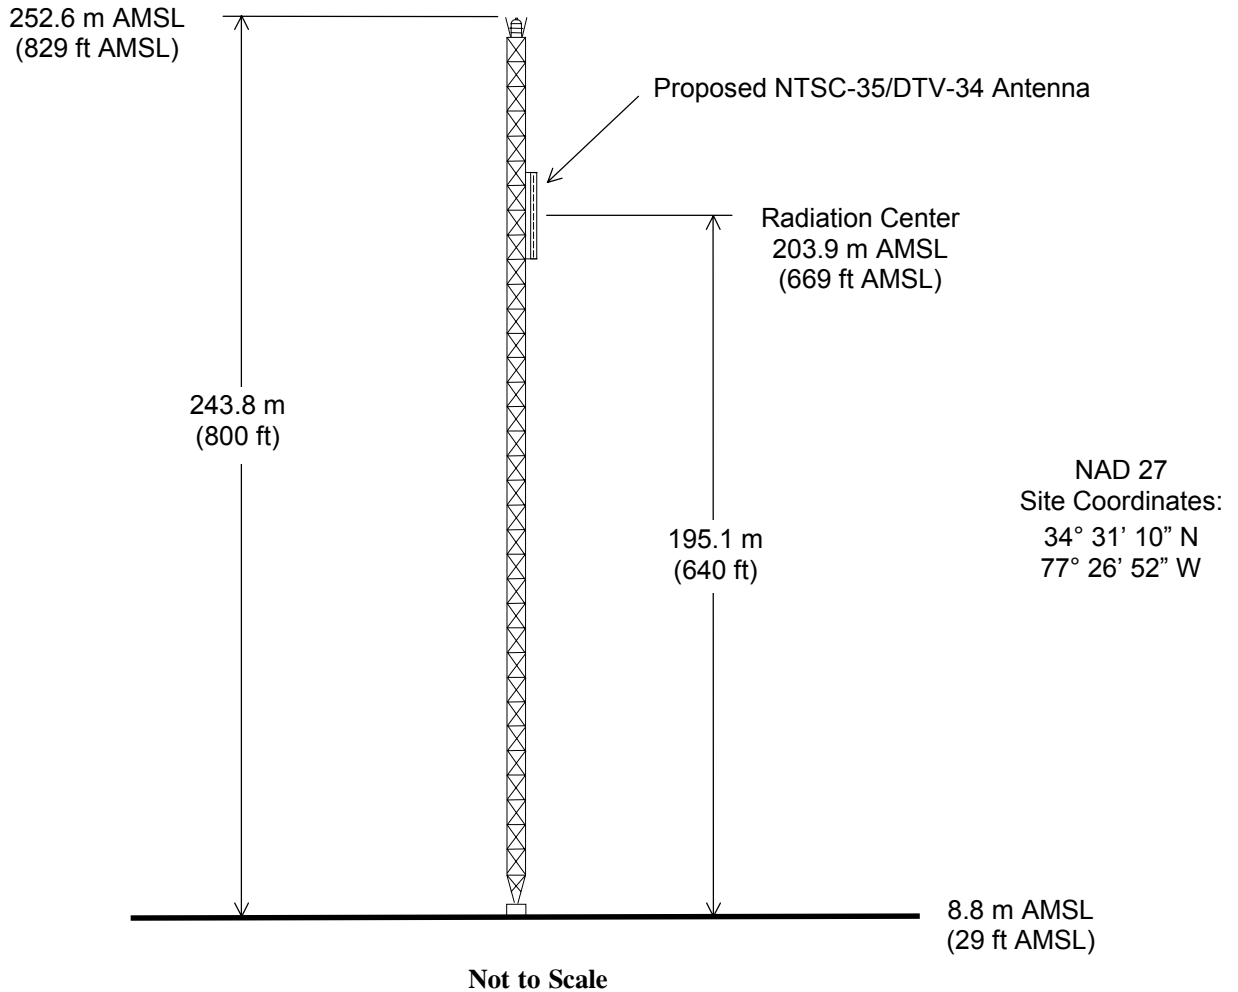 252.6 m AMSL
(829 ft AMSL)
Proposed NTSC-35/DTV-34 Antenna
Radiation Center
203.9 m AMSL
(669 ft AMSL)
243.8 m
(800 ft)
NAD 27
Site Coordinates:
34° 31’ 10” N
77° 26’ 52” W
195.1 m
(640 ft)
8.8 m AMSL
(29 ft AMSL)
Not to Scale